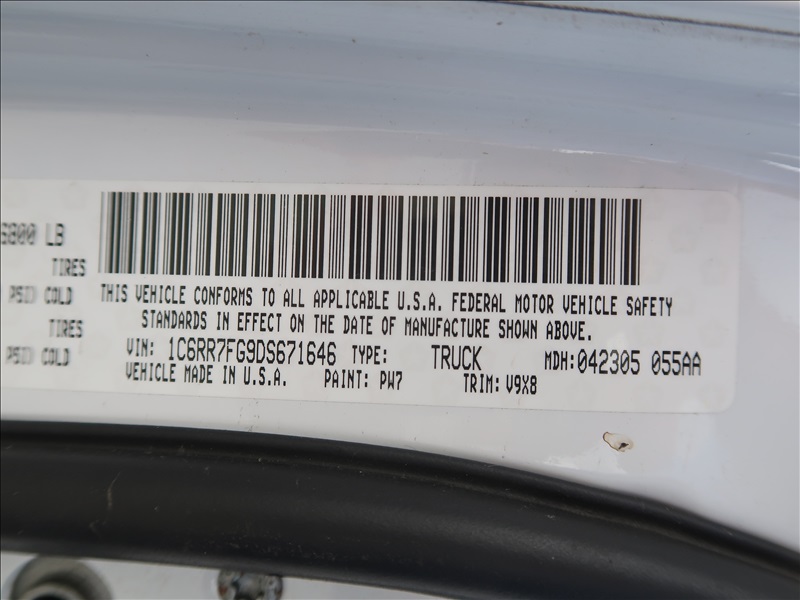 6800 LB
TIRES
PSI) COLD
TIRES
PSI) COLD
THIS VEHICLE CONFORMS TO ALL APPLICABLE U.S.A. FEDERAL MOTOR VEHICLE SAFETY
STANDARDS IN EFFECT ON THE DATE OF MANUFACTURE SHOWN ABOVE.
VIN: 1C6RR7FG9DS671646 TYPE: TRUCK MDH: 042305 055AA
VEHICLE MADE IN U.S.A. PAINT: PW7 TRIM: V9X8